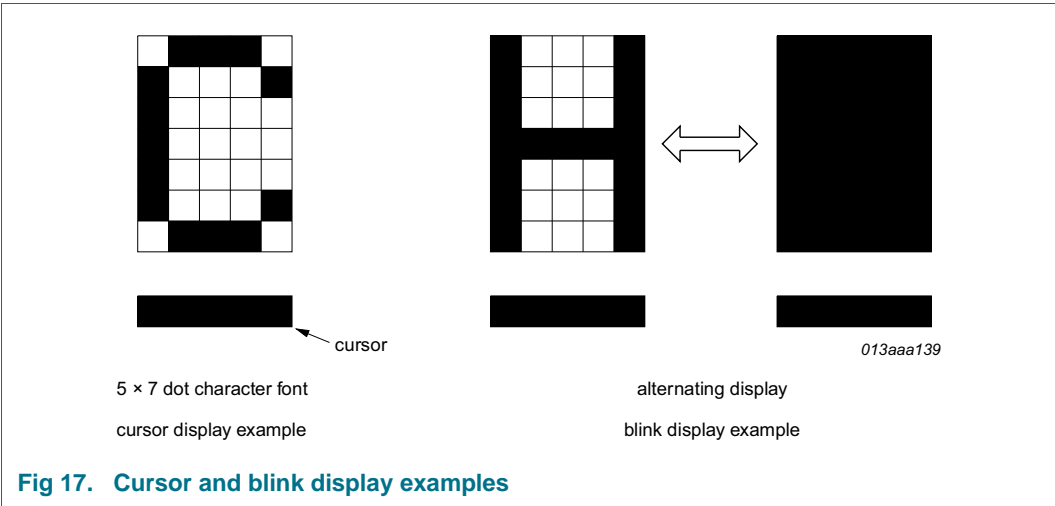 cursor
013aaa139
5 × 7 dot character font
alternating display
cursor display example
blink display example
Fig 17. Cursor and blink display examples